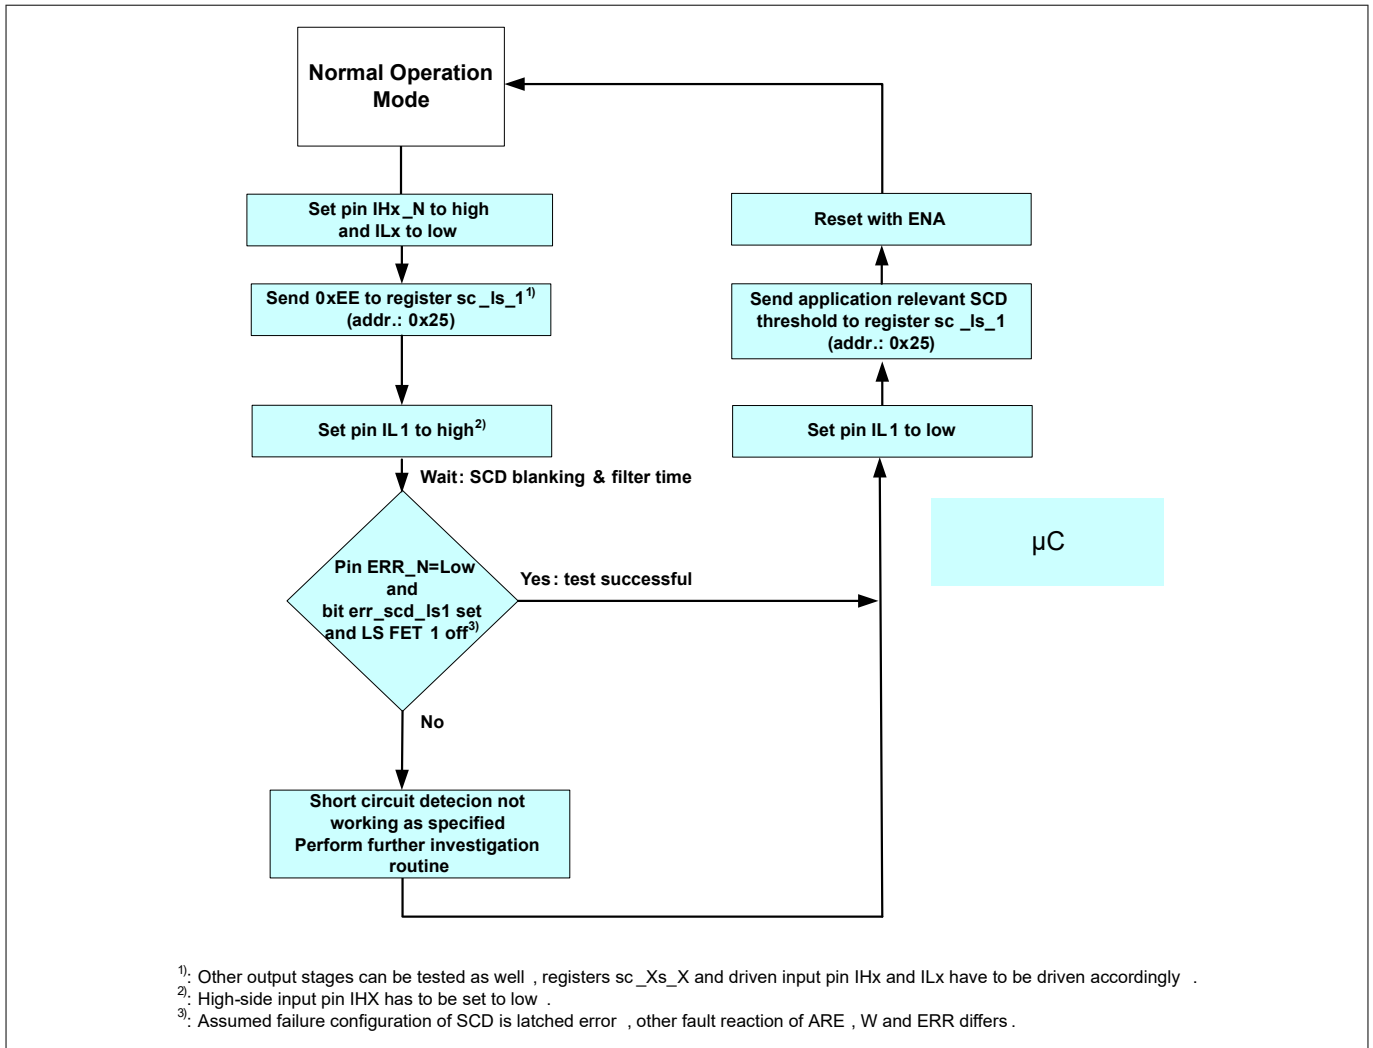 Normal Operation
Mode
Set pin IHx_N to high
and ILx to low
Send 0xEE to register sc_ls_1¹⁾
(addr.: 0x25)
Set pin IL1 to high²⁾
Wait: SCD blanking & filter time
Pin ERR_N=Low
and
bit err_scd_ls1 set
and LS FET 1 off³⁾
Yes: test successful
No
Short circuit detecion not
working as specified
Perform further investigation
routine
Reset with ENA
Send application relevant SCD
threshold to register sc_ls_1
(addr.: 0x25)
Set pin IL1 to low
µC
¹⁾: Other output stages can be tested as well , registers sc_Xs_X and driven input pin IHx and ILx have to be driven accordingly .
²⁾: High-side input pin IHX has to be set to low .
³⁾: Assumed failure configuration of SCD is latched error , other fault reaction of ARE , W and ERR differs .